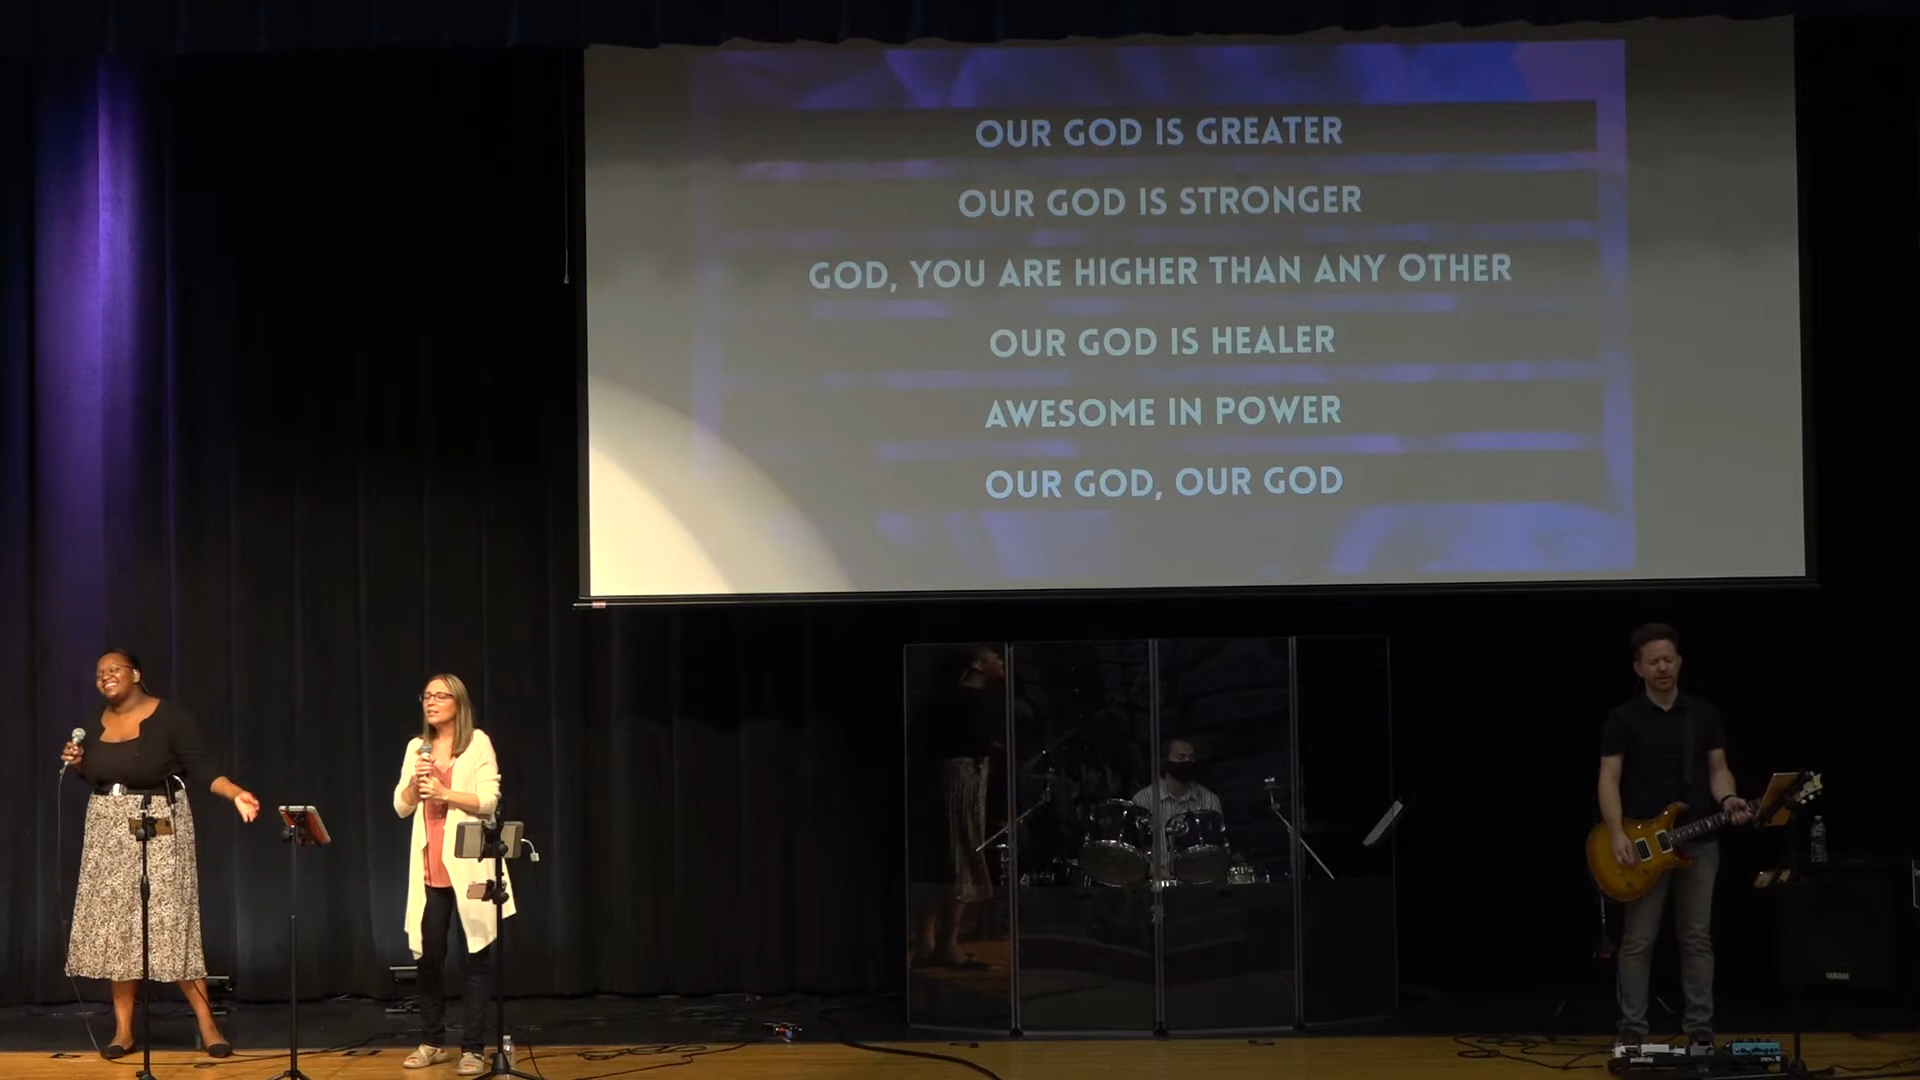 OUR GOD IS GREATER
OUR GOD IS STRONGER
GOD, YOU ARE HIGHER THAN ANY OTHER
OUR GOD IS HEALER
AWESOME IN POWER
OUR GOD, OUR GOD